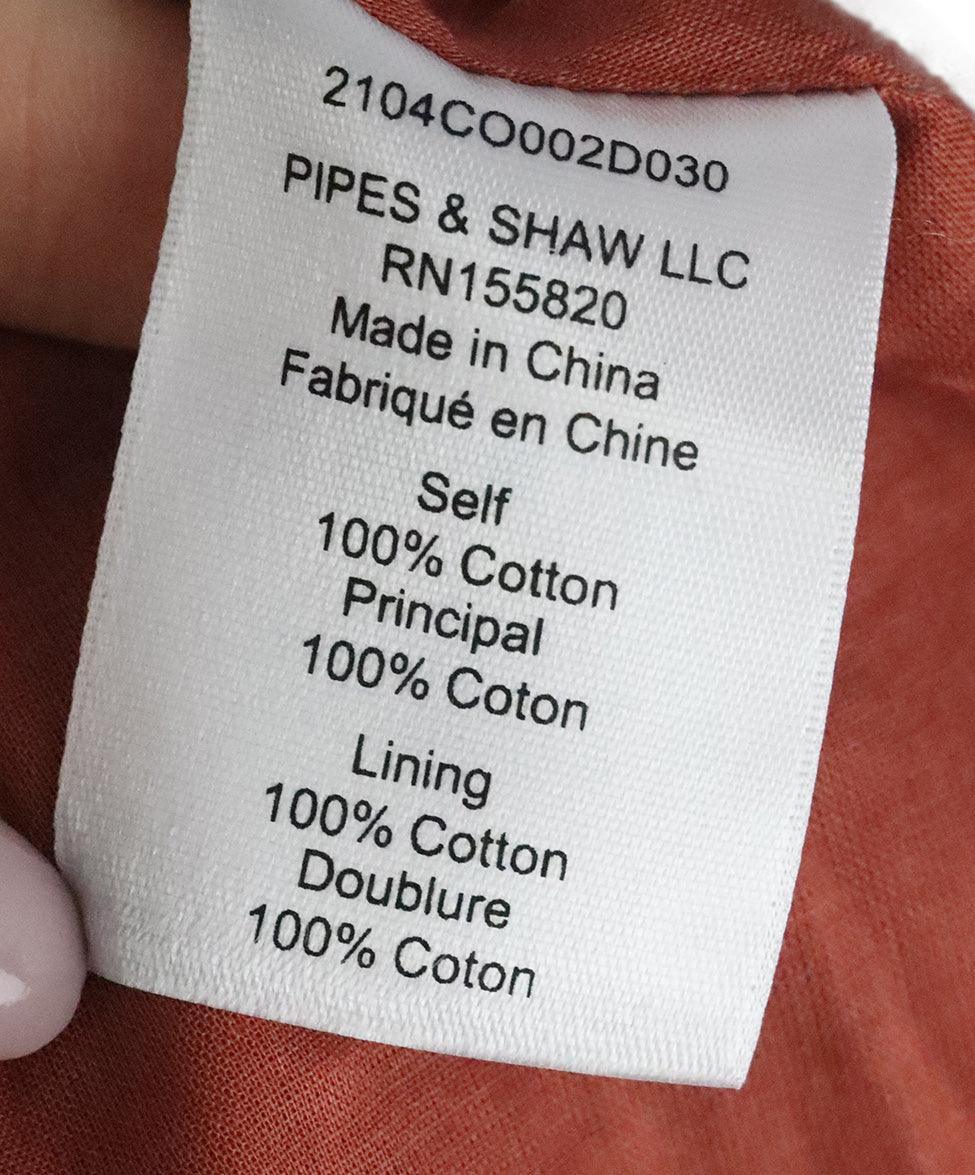 2104CO002D030
PIPES & SHAW LLC
RN155820
Made in China
Fabriqué en Chine
Self
100% Cotton
Principal
100% Coton
Lining
100% Cotton
Doublure
100% Coton